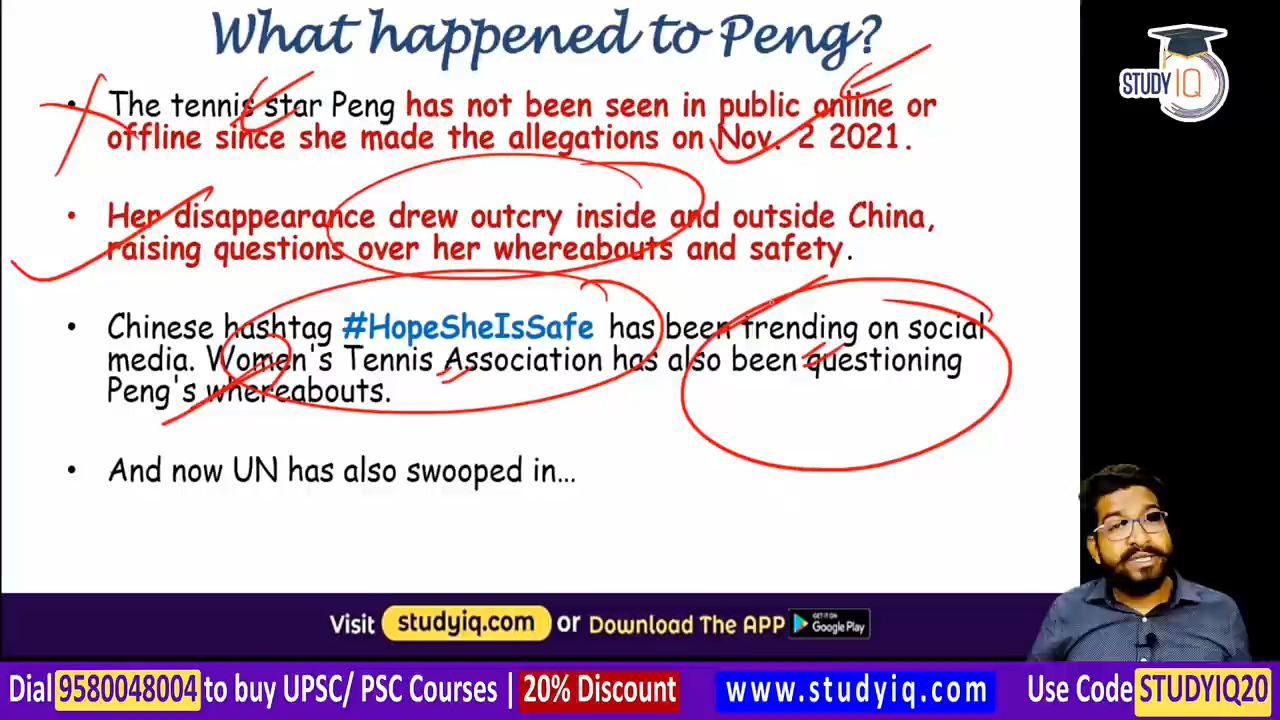 What happened to Peng?
STUDY IQ
• The tennis star Peng has not been seen in public online or
offline since she made the allegations on Nov. 2 2021.
• Her disappearance drew outcry inside and outside China,
raising questions over her whereabouts and safety.
• Chinese hashtag #HopeSheIsSafe has been trending on social
media. Women's Tennis Association has also been questioning
Peng's whereabouts.
• And now UN has also swooped in...
Visit studyiq.com or Download The APP GET IT ON Google Play
Dial 9580048004 to buy UPSC/ PSC Courses | 20% Discount www.studyiq.com Use Code STUDYIQ20